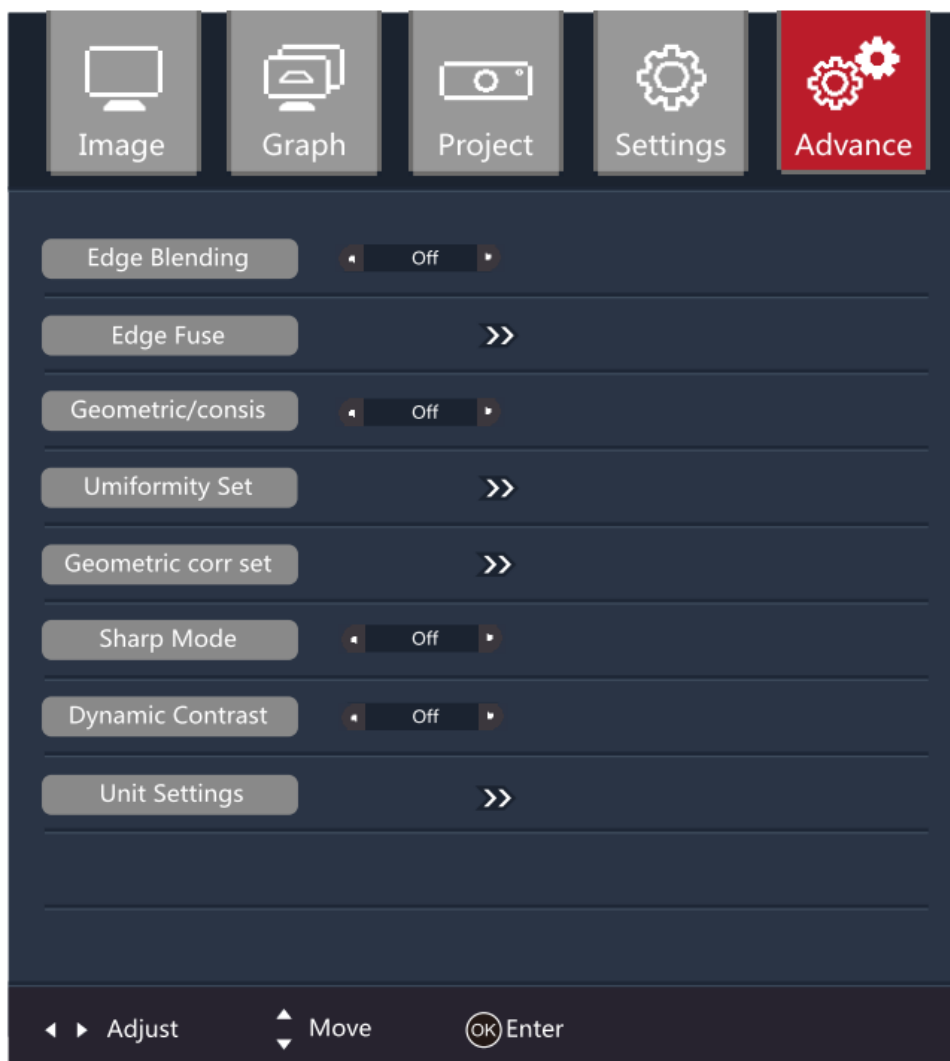 Image
Graph
Project
Settings
Advance
Edge Blending
Off
Edge Fuse
Geometric/consis
Off
Umiformity Set
Geometric corr set
Sharp Mode
Off
Dynamic Contrast
Off
Unit Settings
Adjust
Move
OK Enter